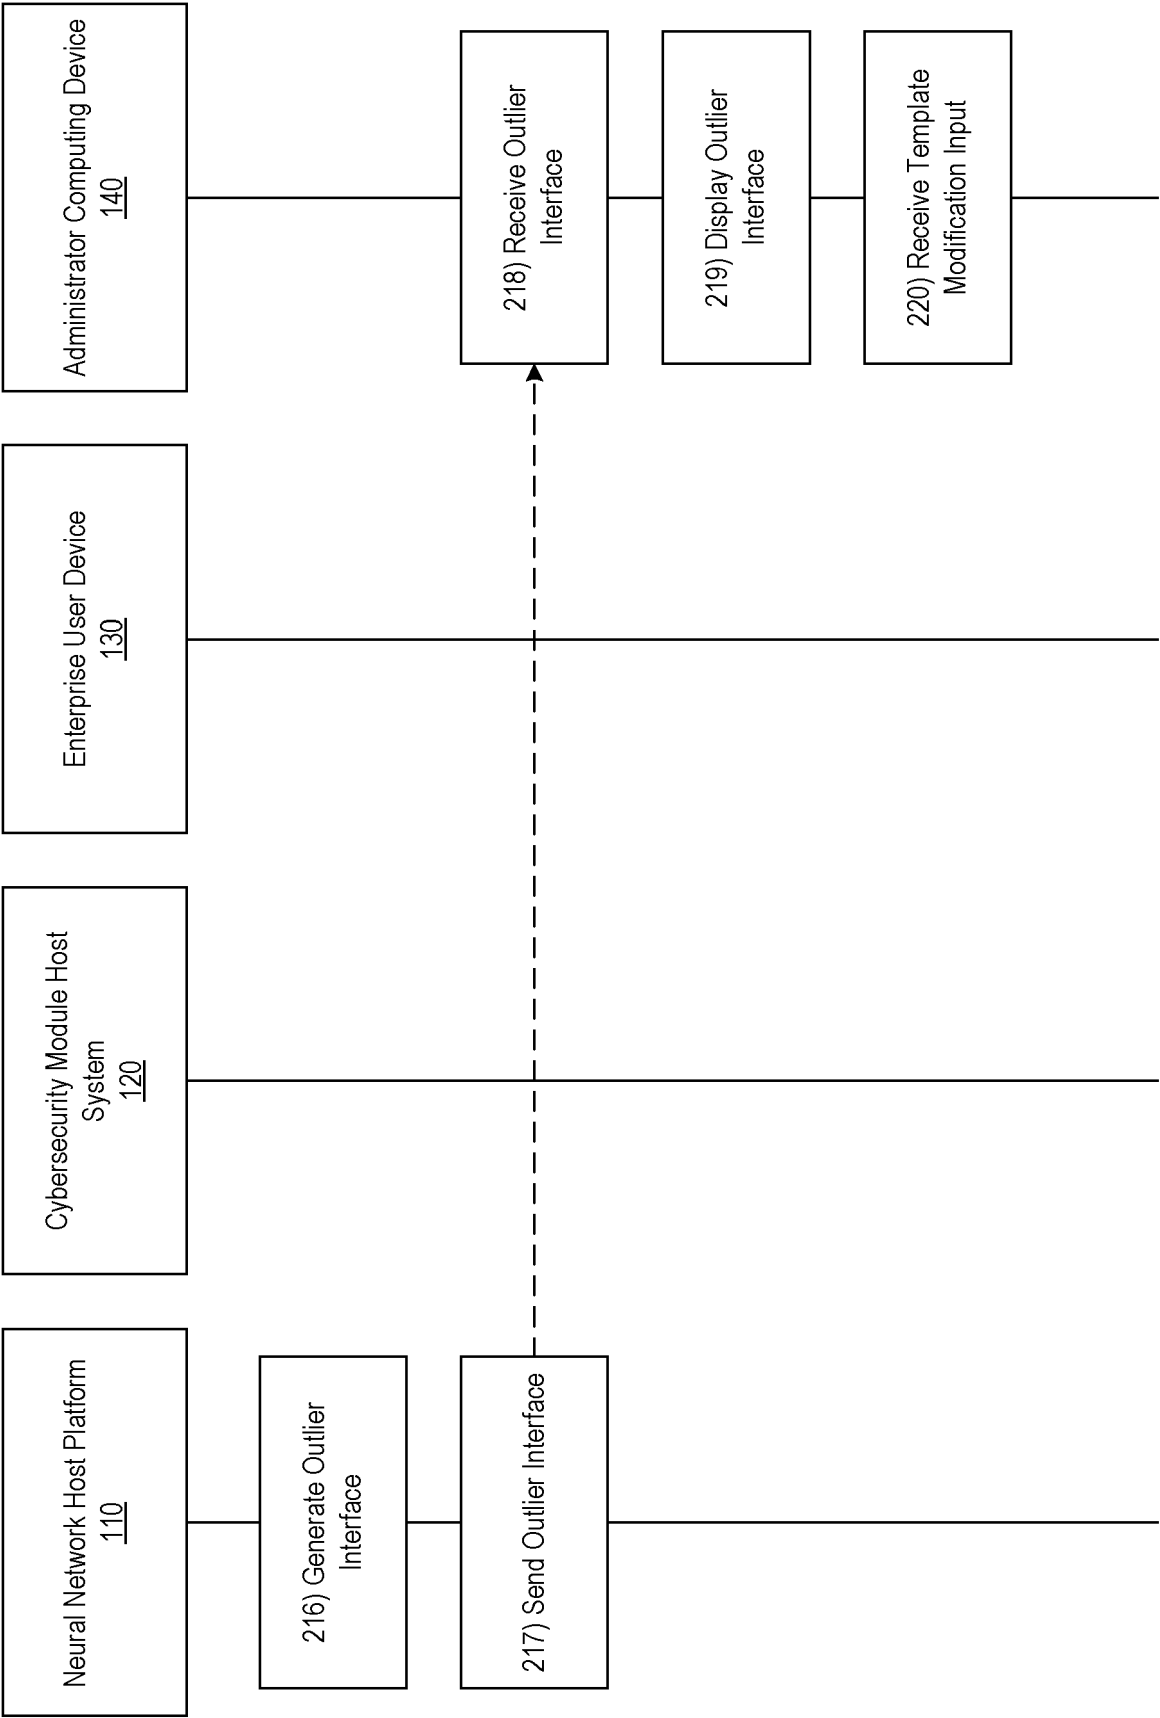 Neural Network Host Platform
110
Cybersecurity Module Host
System
120
Enterprise User Device
130
Administrator Computing Device
140
216) Generate Outlier
Interface
217) Send Outlier Interface
218) Receive Outlier
Interface
219) Display Outlier
Interface
220) Receive Template
Modification Input